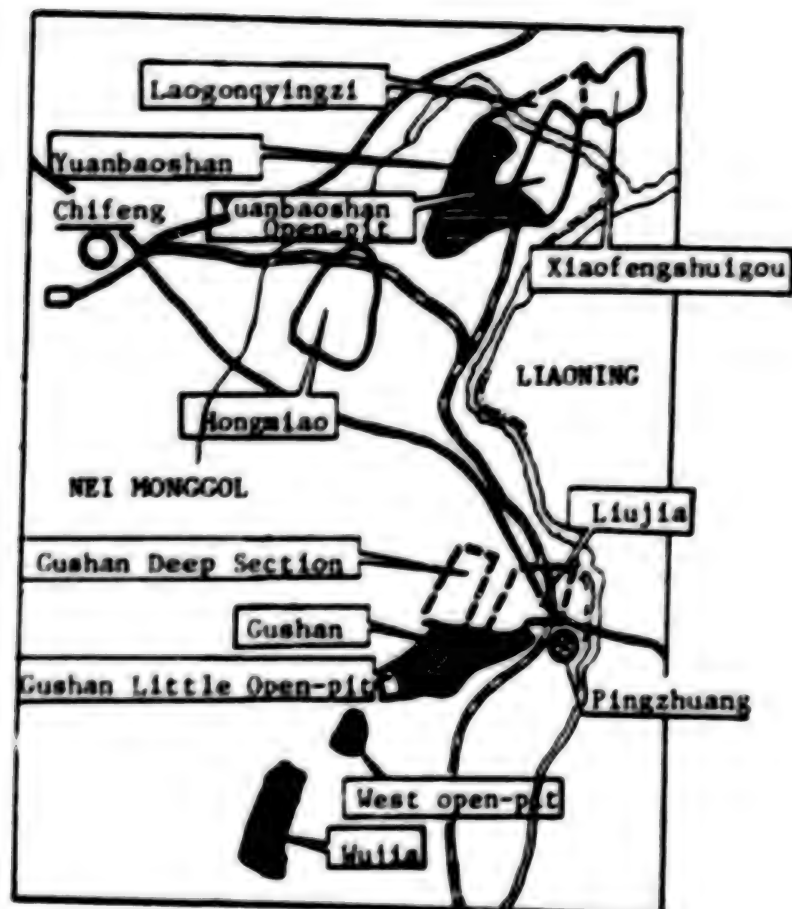 Laogonqyingzi
Yuanbaoshan
Chifeng
Yuanbaoshan
Open-pit
Xiaofengshuigou
LIAONING
Hongmiao
NEI MONGGOL
Liujia
Gushan Deep Section
Gushan
Gushan Little Open-pit
Pingzhuang
West open-pit
Wujia